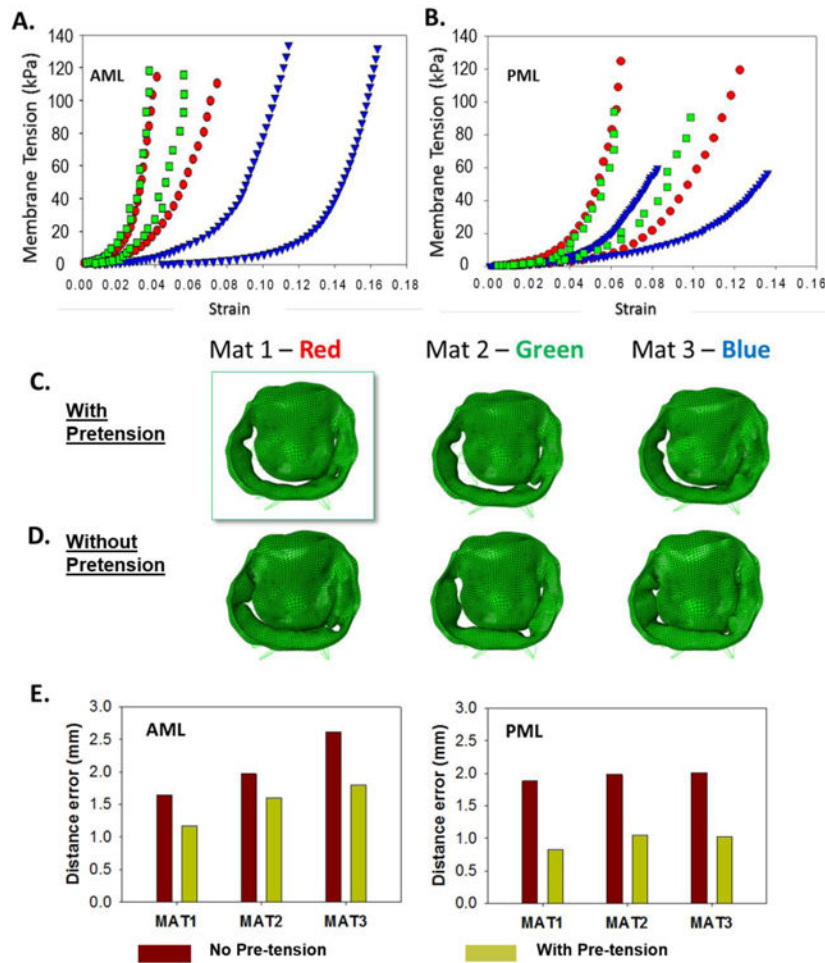 A.
AML
Membrane Tension (kPa)
140
120
100
80
60
40
20
0
0.00 0.02 0.04 0.06 0.08 0.10 0.12 0.14 0.16 0.18
Strain
B.
PML
Membrane Tension (kPa)
140
120
100
80
60
40
20
0
0.00 0.02 0.04 0.06 0.08 0.10 0.12 0.14 0.16
Strain
Mat 1 – Red
Mat 2 – Green
Mat 3 – Blue
C.
With
Pretension
D.
Without
Pretension
E.
AML
Distance error (mm)
3.0
2.5
2.0
1.5
1.0
0.5
0.0
MAT1 MAT2 MAT3
PML
Distance error (mm)
3.0
2.5
2.0
1.5
1.0
0.5
0.0
MAT1 MAT2 MAT3
No Pre-tension
With Pre-tension